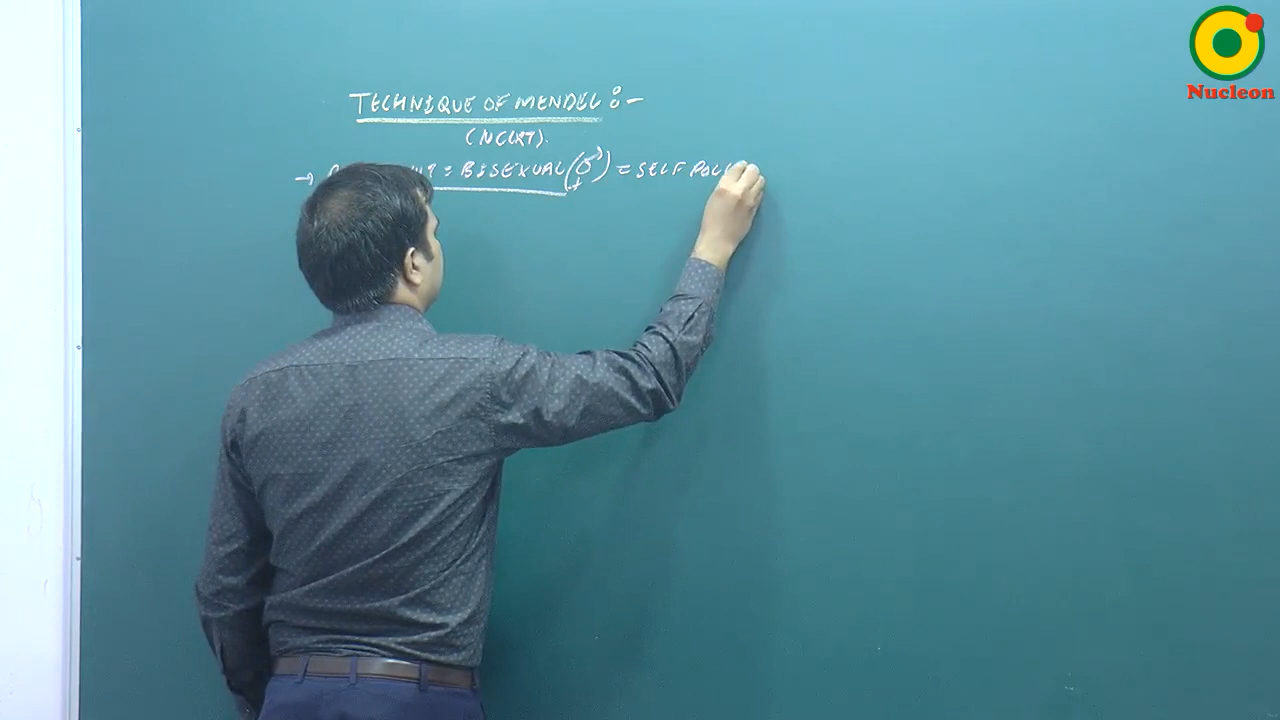 TECHNIQUE OF MENDEL :-
(NCERT).
→ = BISEXUAL (⚥) = SELF POLL
Nucleon